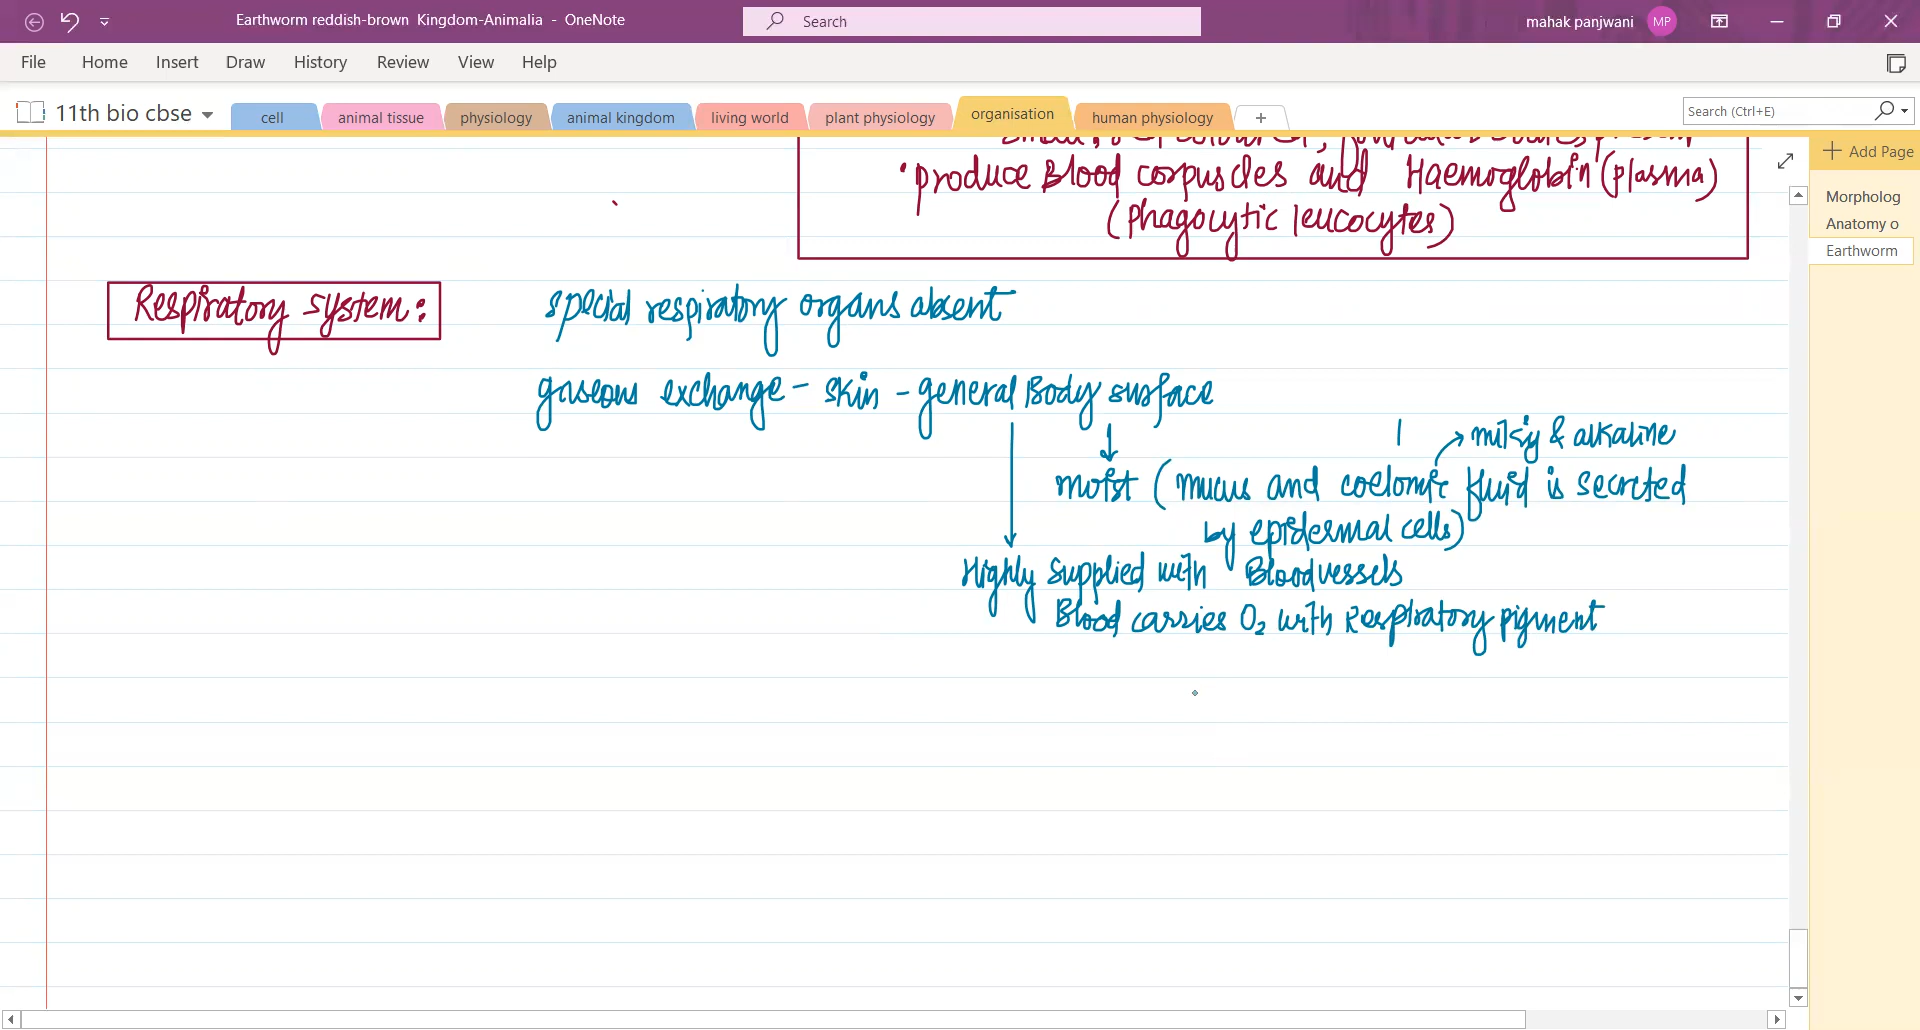 Earthworm reddish-brown Kingdom-Animalia - OneNote
Search
mahak panjwani MP
File Home Insert Draw History Review View Help
11th bio cbse
cell animal tissue physiology animal kingdom living world plant physiology organisation human physiology +
Search (Ctrl+E)
Add Page
Morpholog
Anatomy o
Earthworm
• produce Blood corpuscles and Haemoglobin (plasma)
(Phagocytic leucocytes)
Respiratory system:
special respiratory organs absent
gaseous exchange - skin - general Body surface
milky & alkaline
moist (mucus and coelomic fluid is secreted
by epidermal cells)
Highly supplied with Blood vessels
Blood carries O₂ with Respiratory pigment